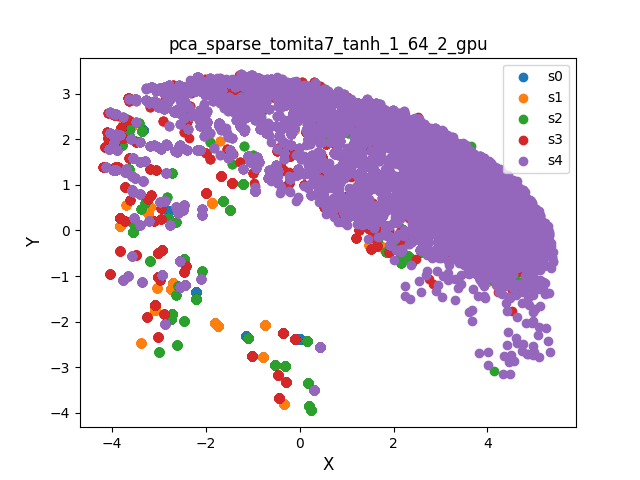 pca_sparse_tomita7_tanh_1_64_2_gpu
s0
s1
s2
s3
s4
3
2
1
0
−1
−2
−3
−4
Y
−4
−2
0
2
4
X